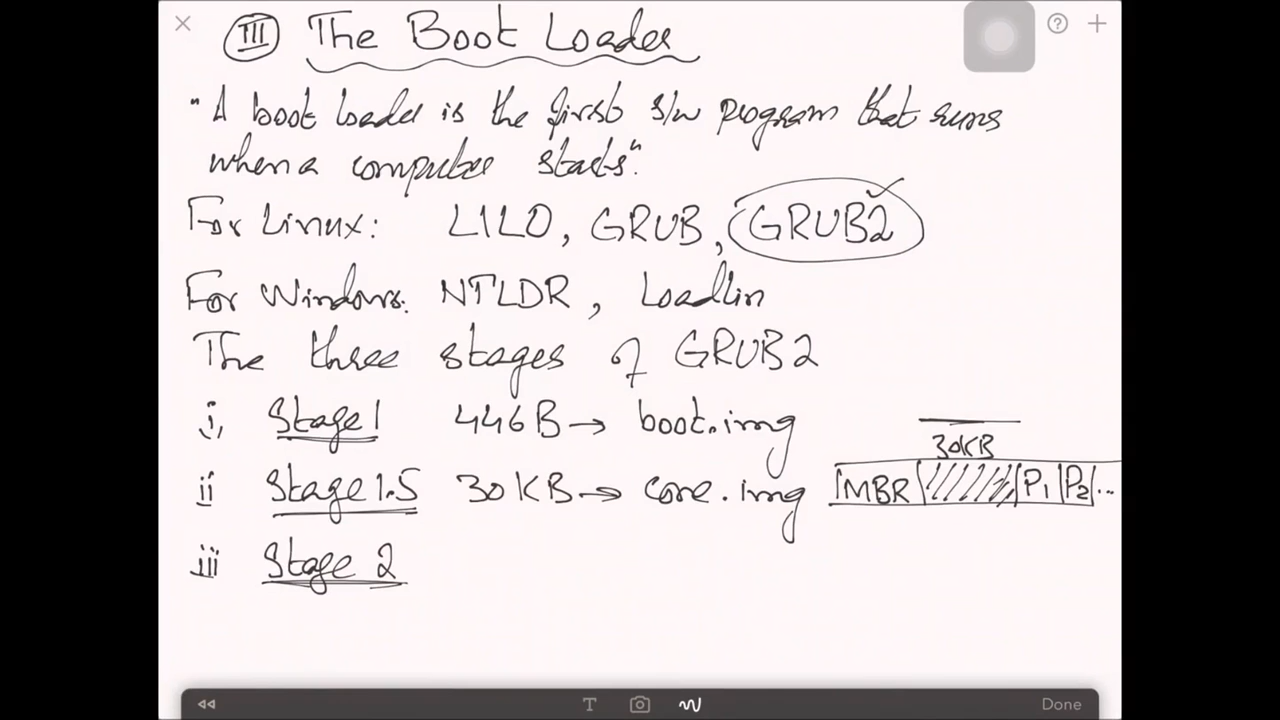 III The Boot Loader
"A boot loader is the first s/w program that runs
when a computer starts".
For Linux: LILO, GRUB, GRUB2
For Windows: NTLDR, Loadlin
The three stages of GRUB2
i, Stage 1 446B → boot.img
30KB
ii Stage 1.5 30KB → core.img MBR P1 P2 ...
iii Stage 2
T Done